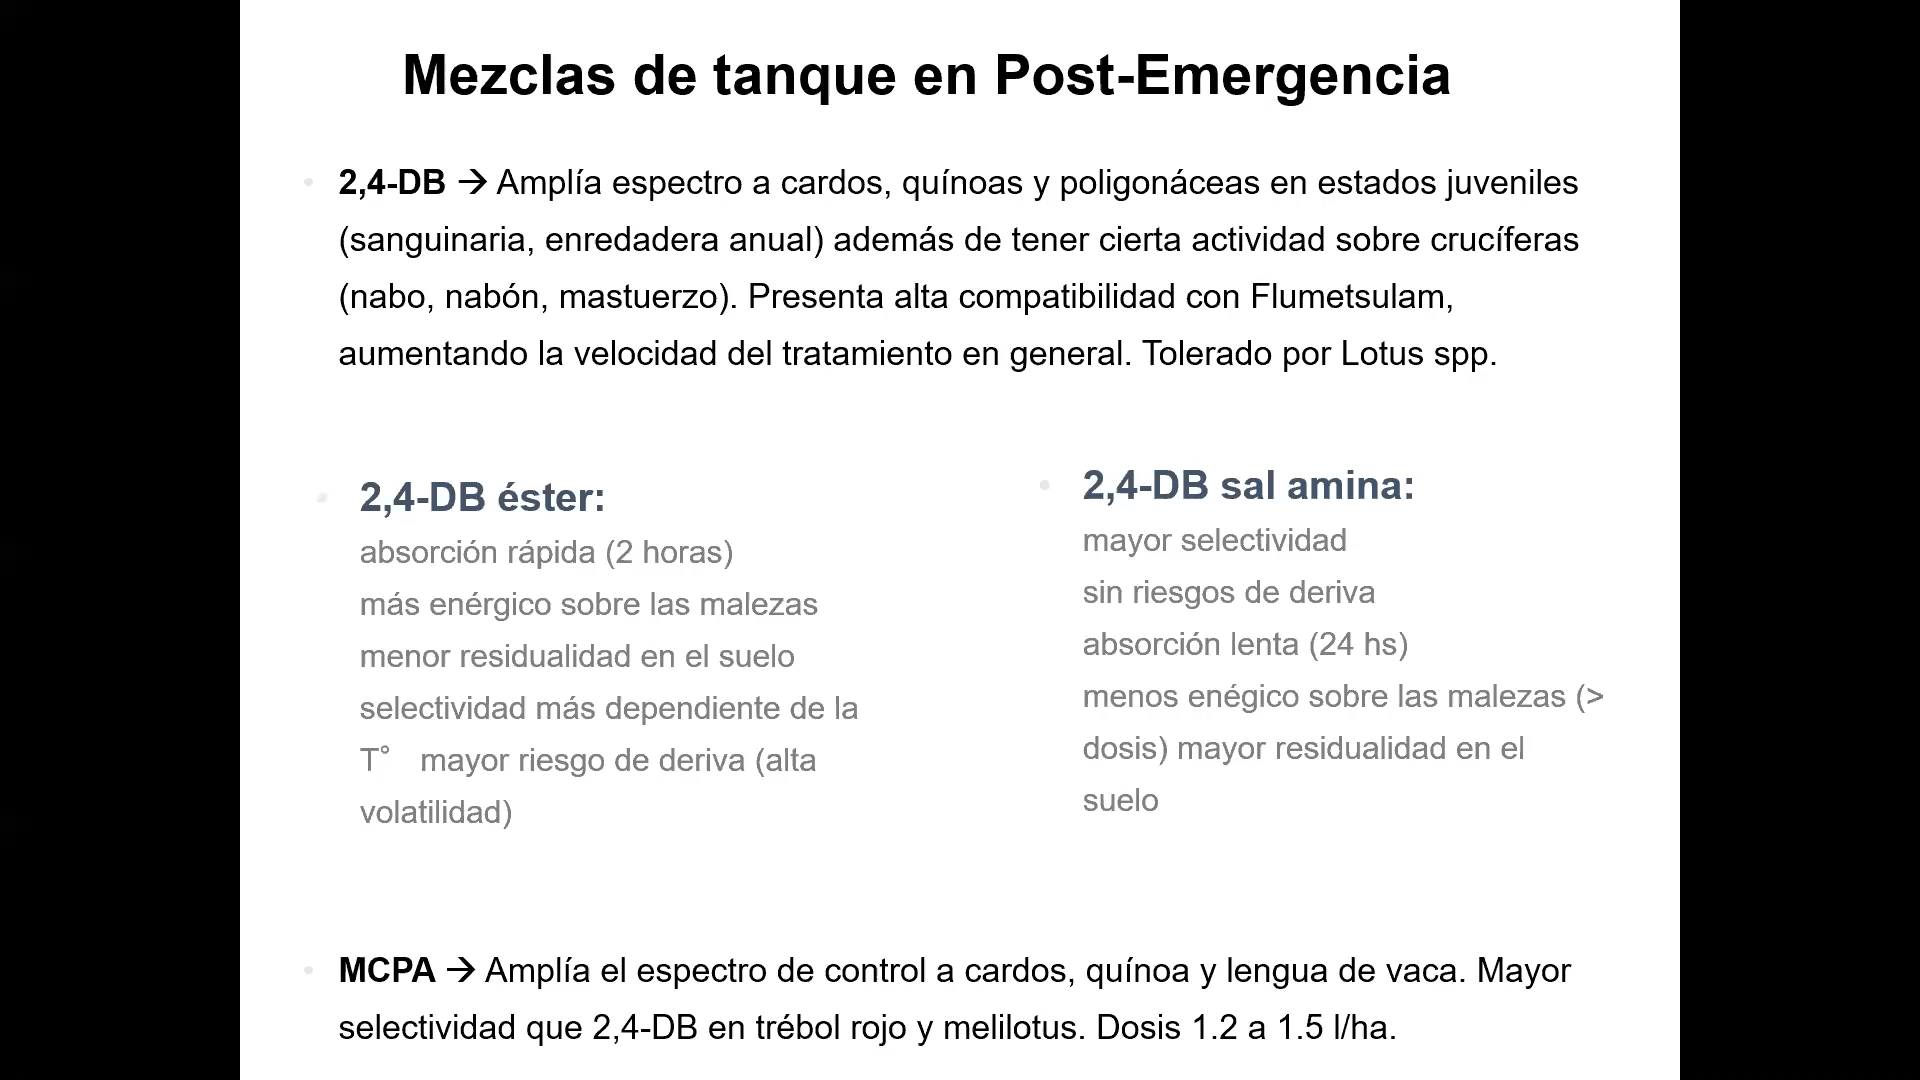 Mezclas de tanque en Post-Emergencia
2,4-DB → Amplía espectro a cardos, quínoas y poligonáceas en estados juveniles
(sanguinaria, enredadera anual) además de tener cierta actividad sobre crucíferas
(nabo, nabón, mastuerzo). Presenta alta compatibilidad con Flumetsulam,
aumentando la velocidad del tratamiento en general. Tolerado por Lotus spp.
2,4-DB éster:
absorción rápida (2 horas)
más enérgico sobre las malezas
menor residualidad en el suelo
selectividad más dependiente de la
T° mayor riesgo de deriva (alta
volatilidad)
2,4-DB sal amina:
mayor selectividad
sin riesgos de deriva
absorción lenta (24 hs)
menos enégico sobre las malezas (>
dosis) mayor residualidad en el
suelo
MCPA → Amplía el espectro de control a cardos, quínoa y lengua de vaca. Mayor
selectividad que 2,4-DB en trébol rojo y melilotus. Dosis 1.2 a 1.5 l/ha.